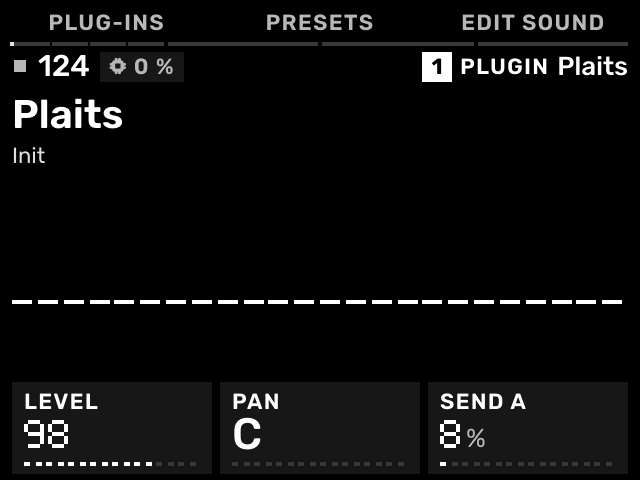 PLUG-INS PRESETS EDIT SOUND
124 0 % 1 PLUGIN Plaits
Plaits
Init
LEVEL PAN SEND A
98 C 8 %